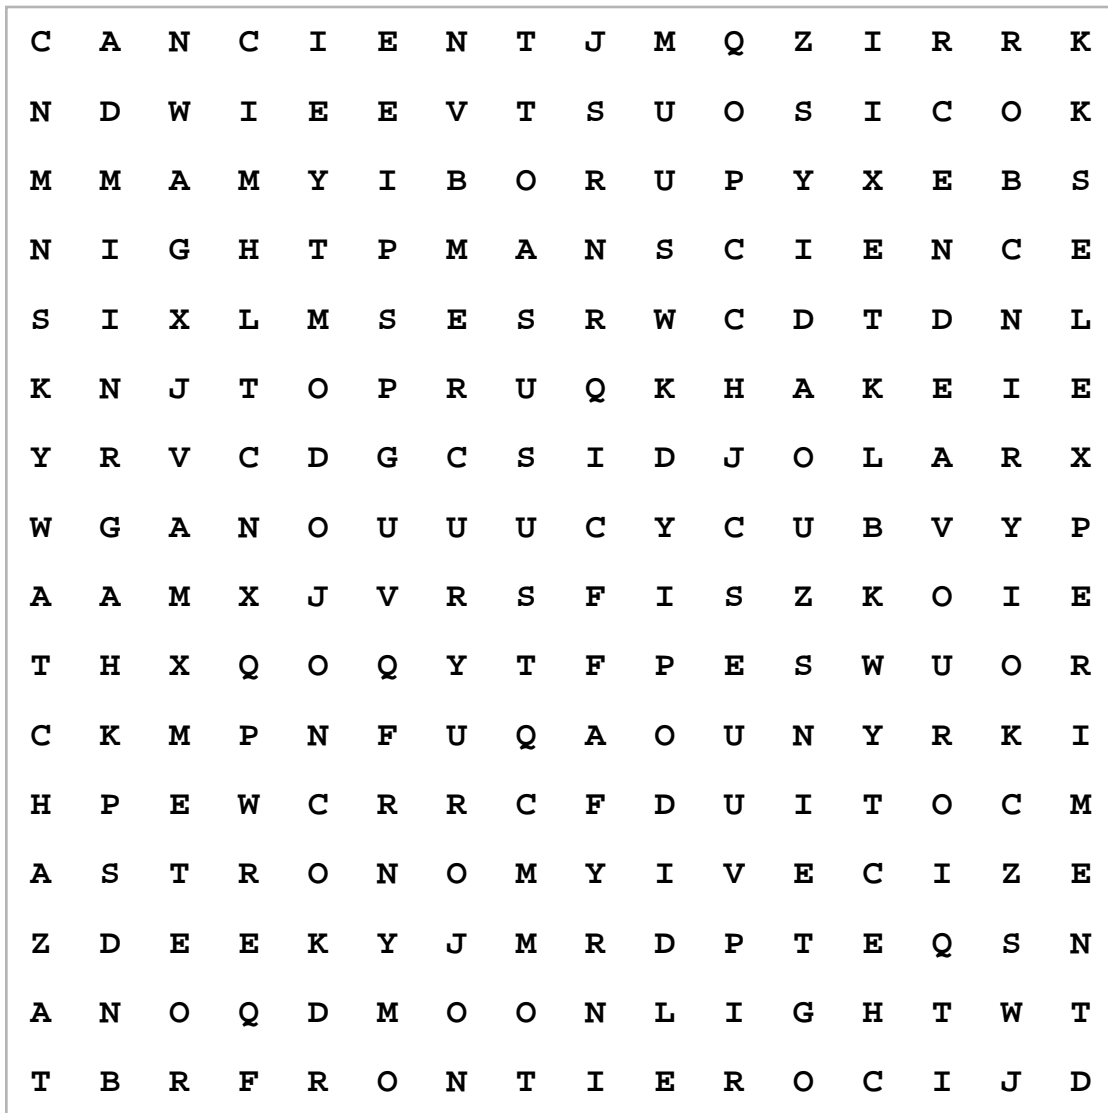 C A N C I E N T J M Q Z I R R K
N D W I E E V T S U O S I C O K
M M A M Y I B O R U P Y X E B S
N I G H T P M A N S C I E N C E
S I X L M S E S R W C D T D N L
K N J T O P R U Q K H A K E I E
Y R V C D G C S I D J O L A R X
W G A N O U U U C Y C U B V Y P
A A M X J V R S F I S Z K O I E
T H X Q O Q Y T F P E S W U O R
C K M P N F U Q A O U N Y R K I
H P E W C R R C F D U I T O C M
A S T R O N O M Y I V E C I Z E
Z D E E K Y J M R D P T E Q S N
A N O Q D M O O N L I G H T W T
T B R F R O N T I E R O C I J D